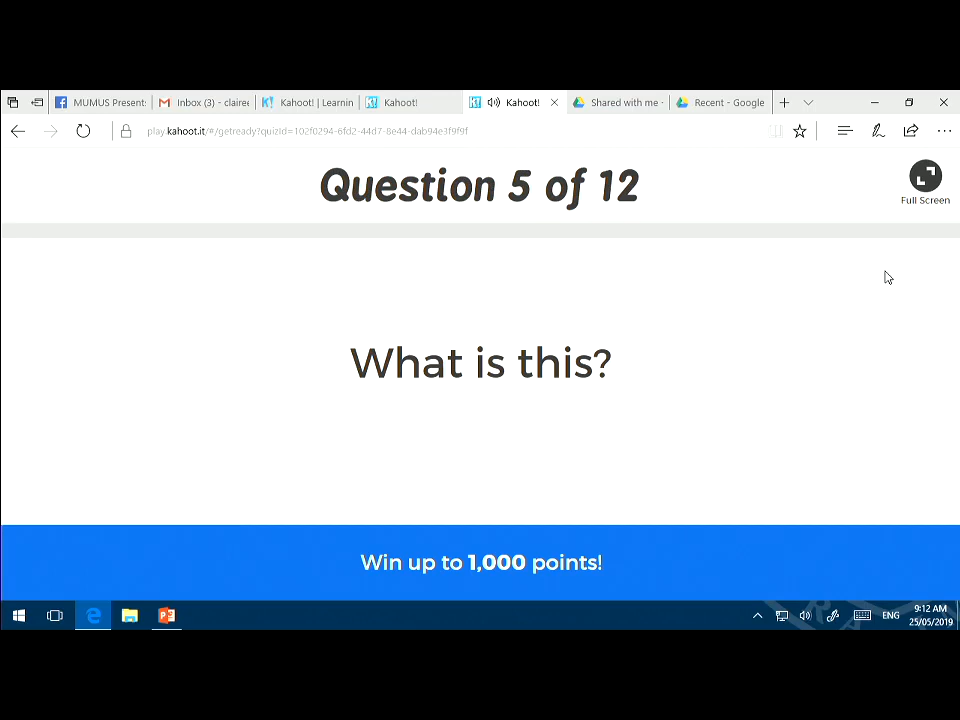 MUMUS Present
Inbox (3) - claire
Kahoot! | Learnin
Kahoot!
Kahoot!
Shared with me -
Recent - Google
play.kahoot.it/#/getready?quizId=102f0294-6fd2-44d7-8e44-dab94e3f9f9f
Question 5 of 12
Full Screen
What is this?
Win up to 1,000 points!
ENG
9:12 AM
25/05/2019